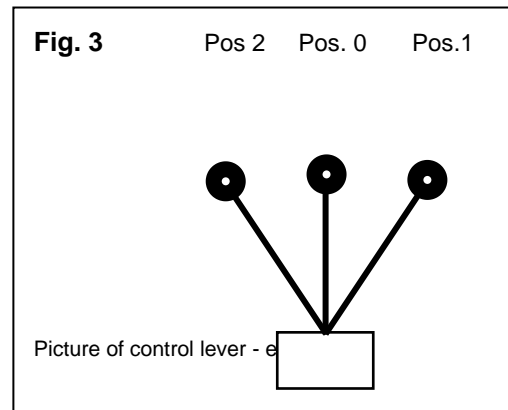 Fig. 3 Pos 2 Pos. 0 Pos.1
Picture of control lever - e